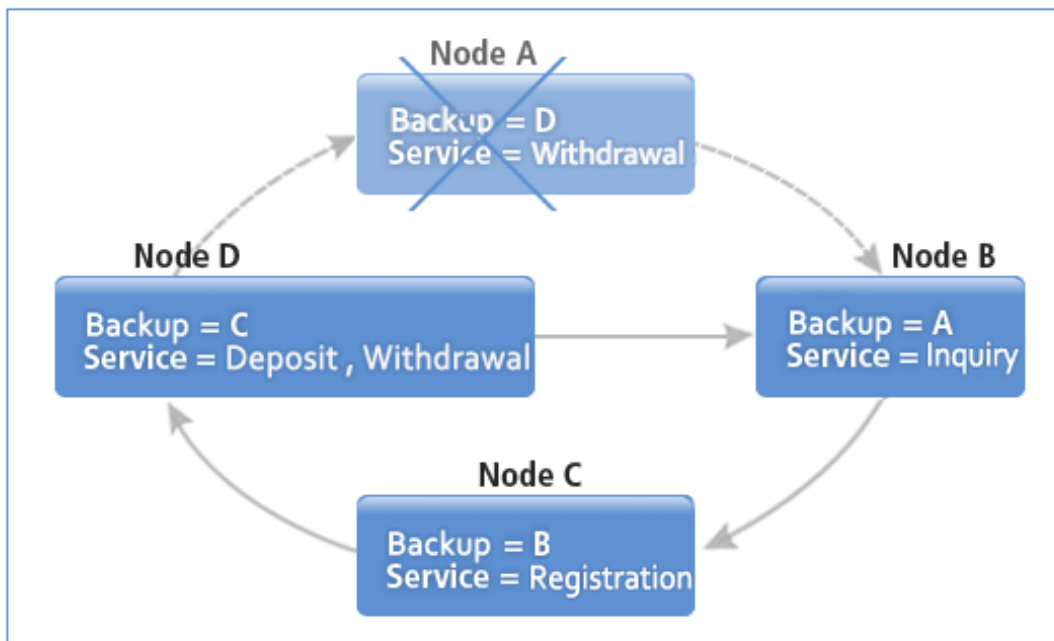 Node A
Backup = D
Service = Withdrawal
Node D
Backup = C
Service = Deposit , Withdrawal
Node B
Backup = A
Service = Inquiry
Node C
Backup = B
Service = Registration